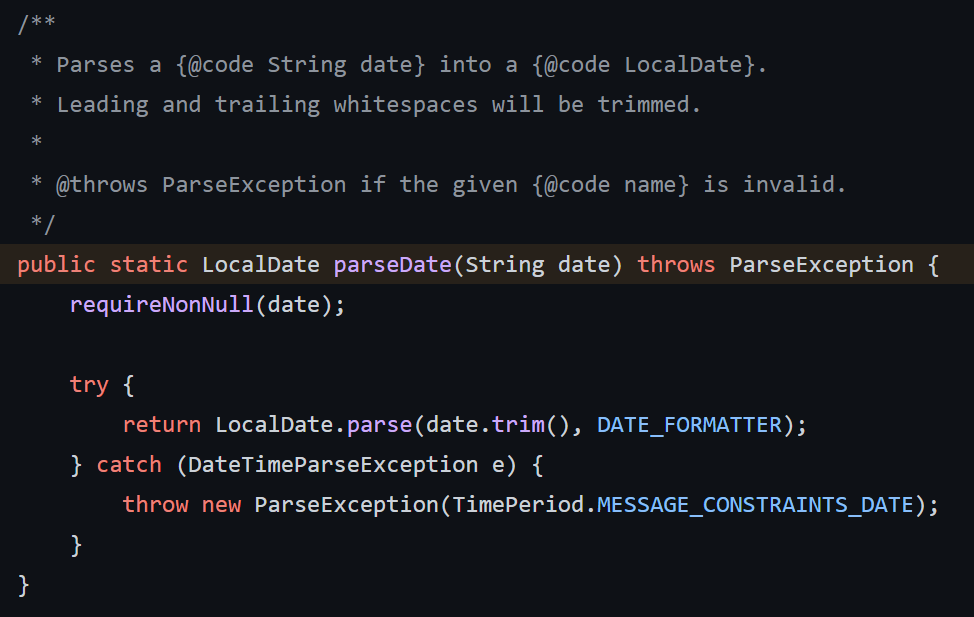 /**
 * Parses a {@code String date} into a {@code LocalDate}.
 * Leading and trailing whitespaces will be trimmed.
 *
 * @throws ParseException if the given {@code name} is invalid.
 */
public static LocalDate parseDate(String date) throws ParseException {
    requireNonNull(date);

    try {
        return LocalDate.parse(date.trim(), DATE_FORMATTER);
    } catch (DateTimeParseException e) {
        throw new ParseException(TimePeriod.MESSAGE_CONSTRAINTS_DATE);
    }
}